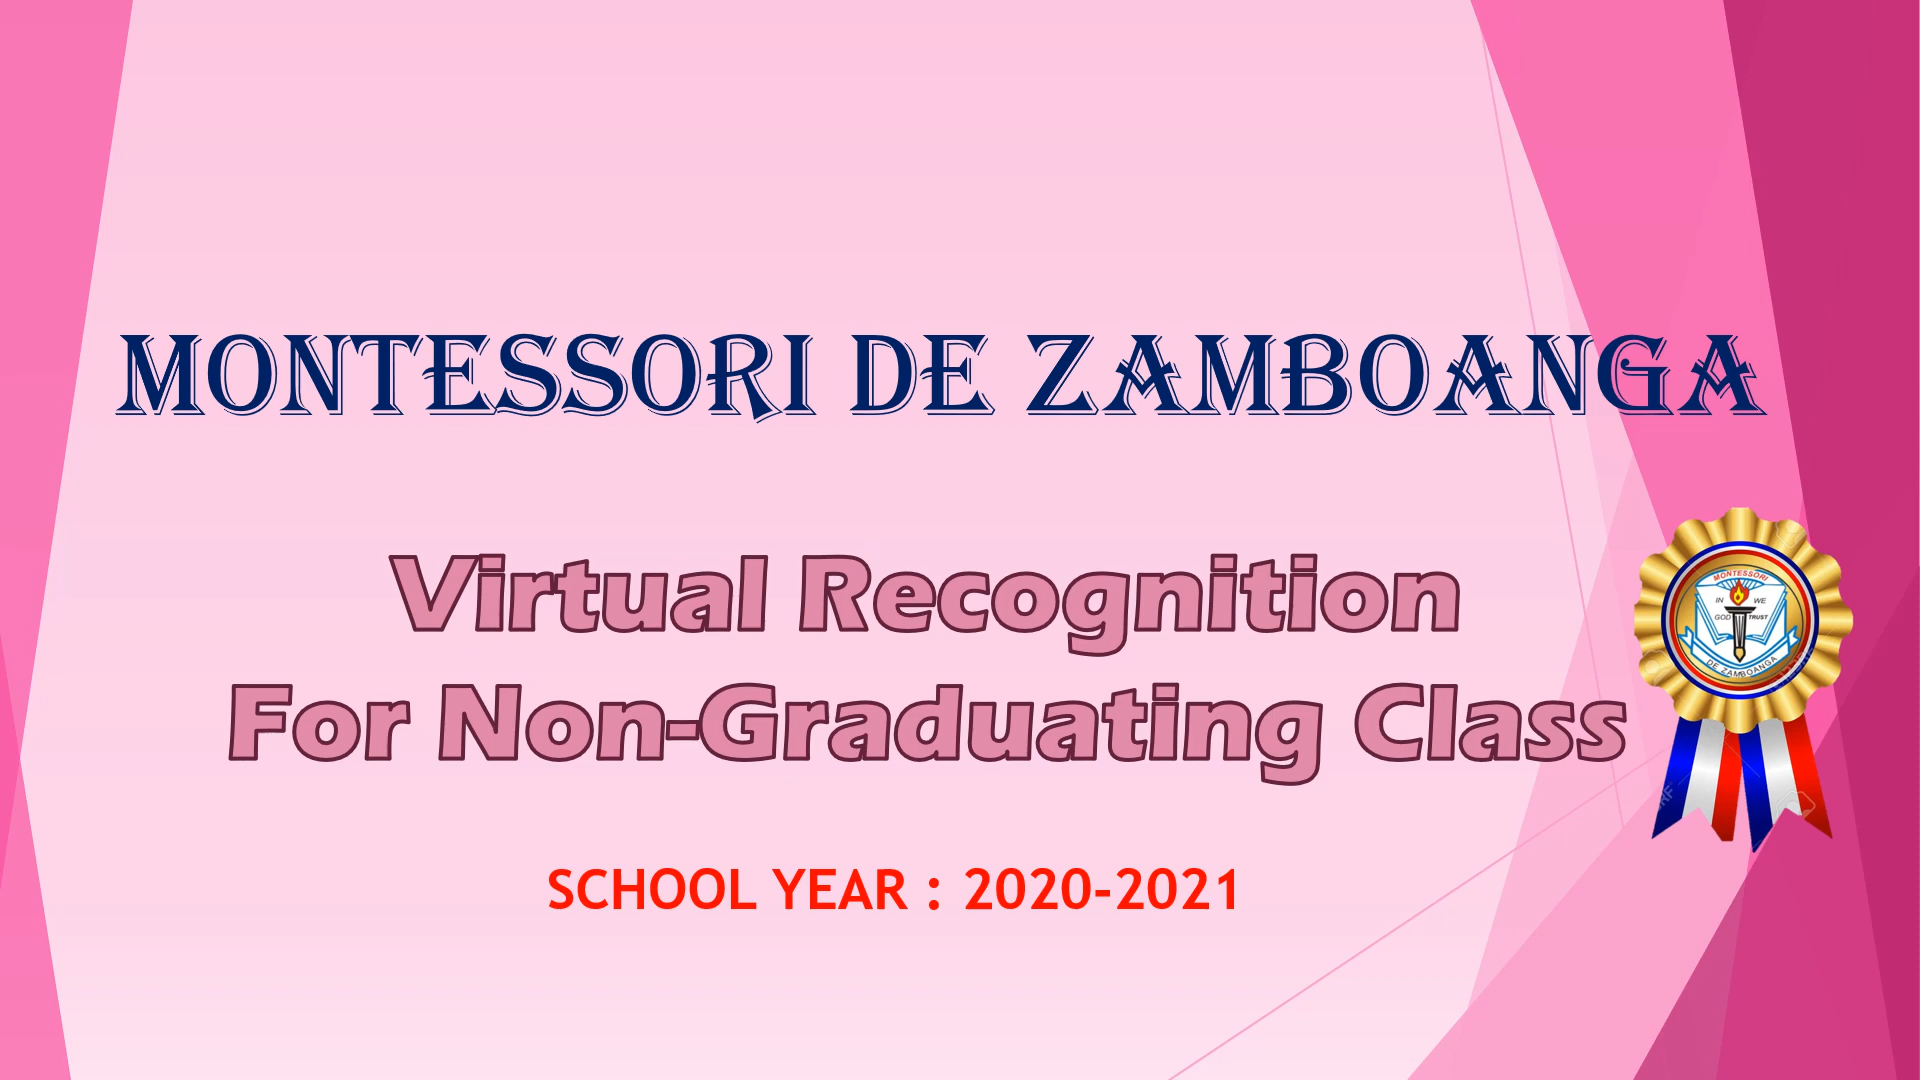 MONTESSORI DE ZAMBOANGA
Virtual Recognition
For Non-Graduating Class
MONTESSORI
IN WE
GOD TRUST
DE ZAMBOANGA
SCHOOL YEAR : 2020-2021